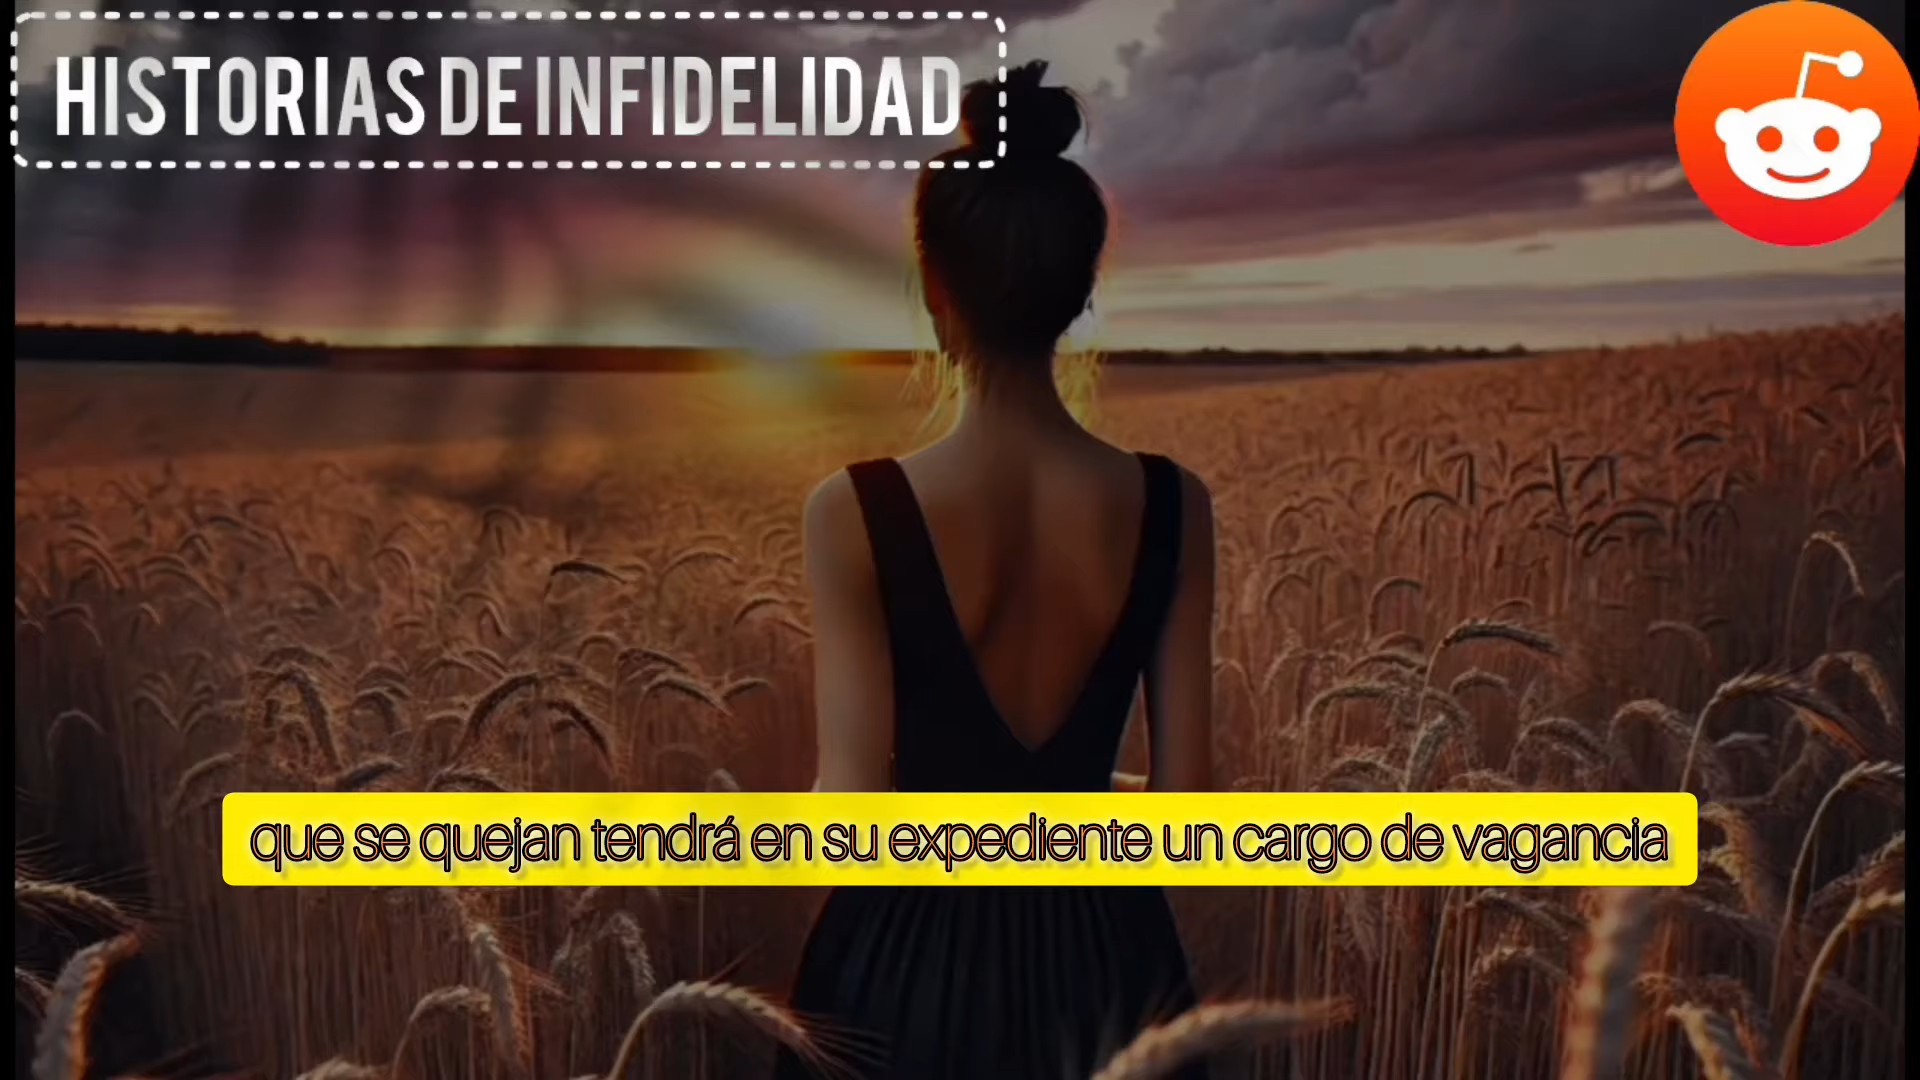 HISTORIAS DE INFIDELIDAD
que se quejan tendrá en su expediente un cargo de vagancia